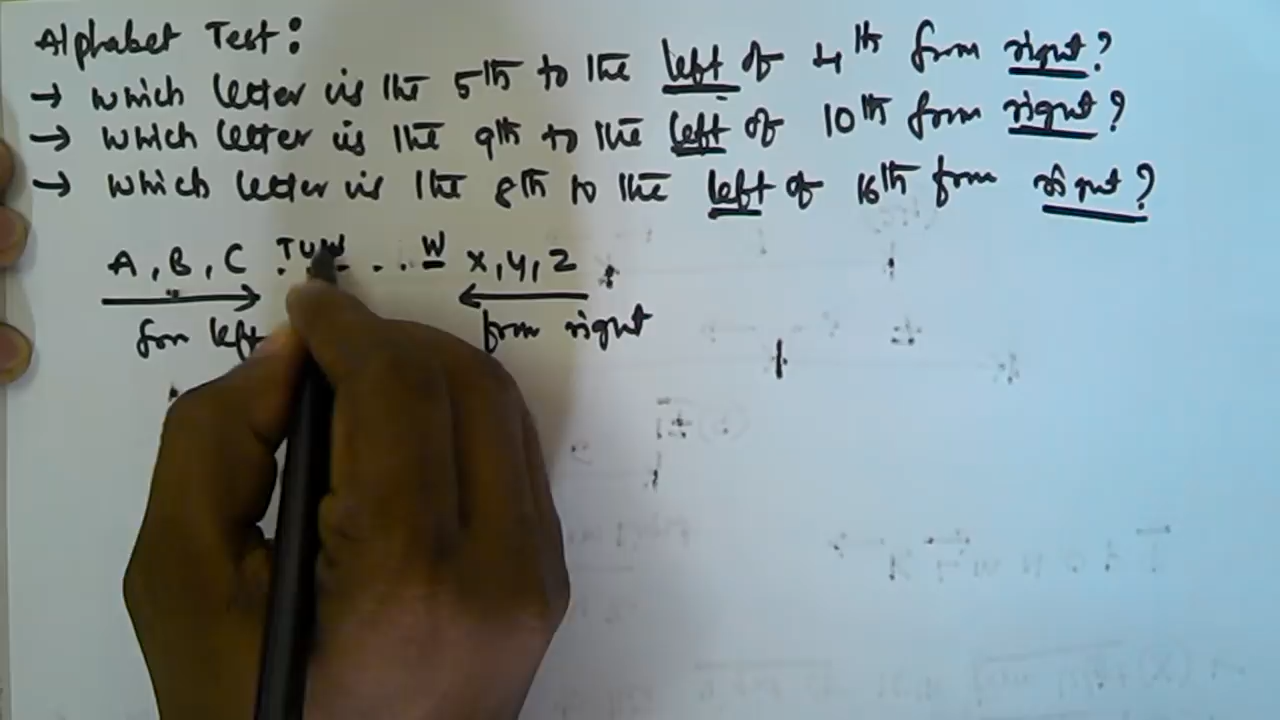 Alphabet Test:
→ which letter is the 5th to the left of 4th from right?
→ which letter is the 9th to the left of 10th from right?
→ which letter is the 8th to the left of 16th from right?
A, B, C . TUW . . . W X, Y, Z
from left from right